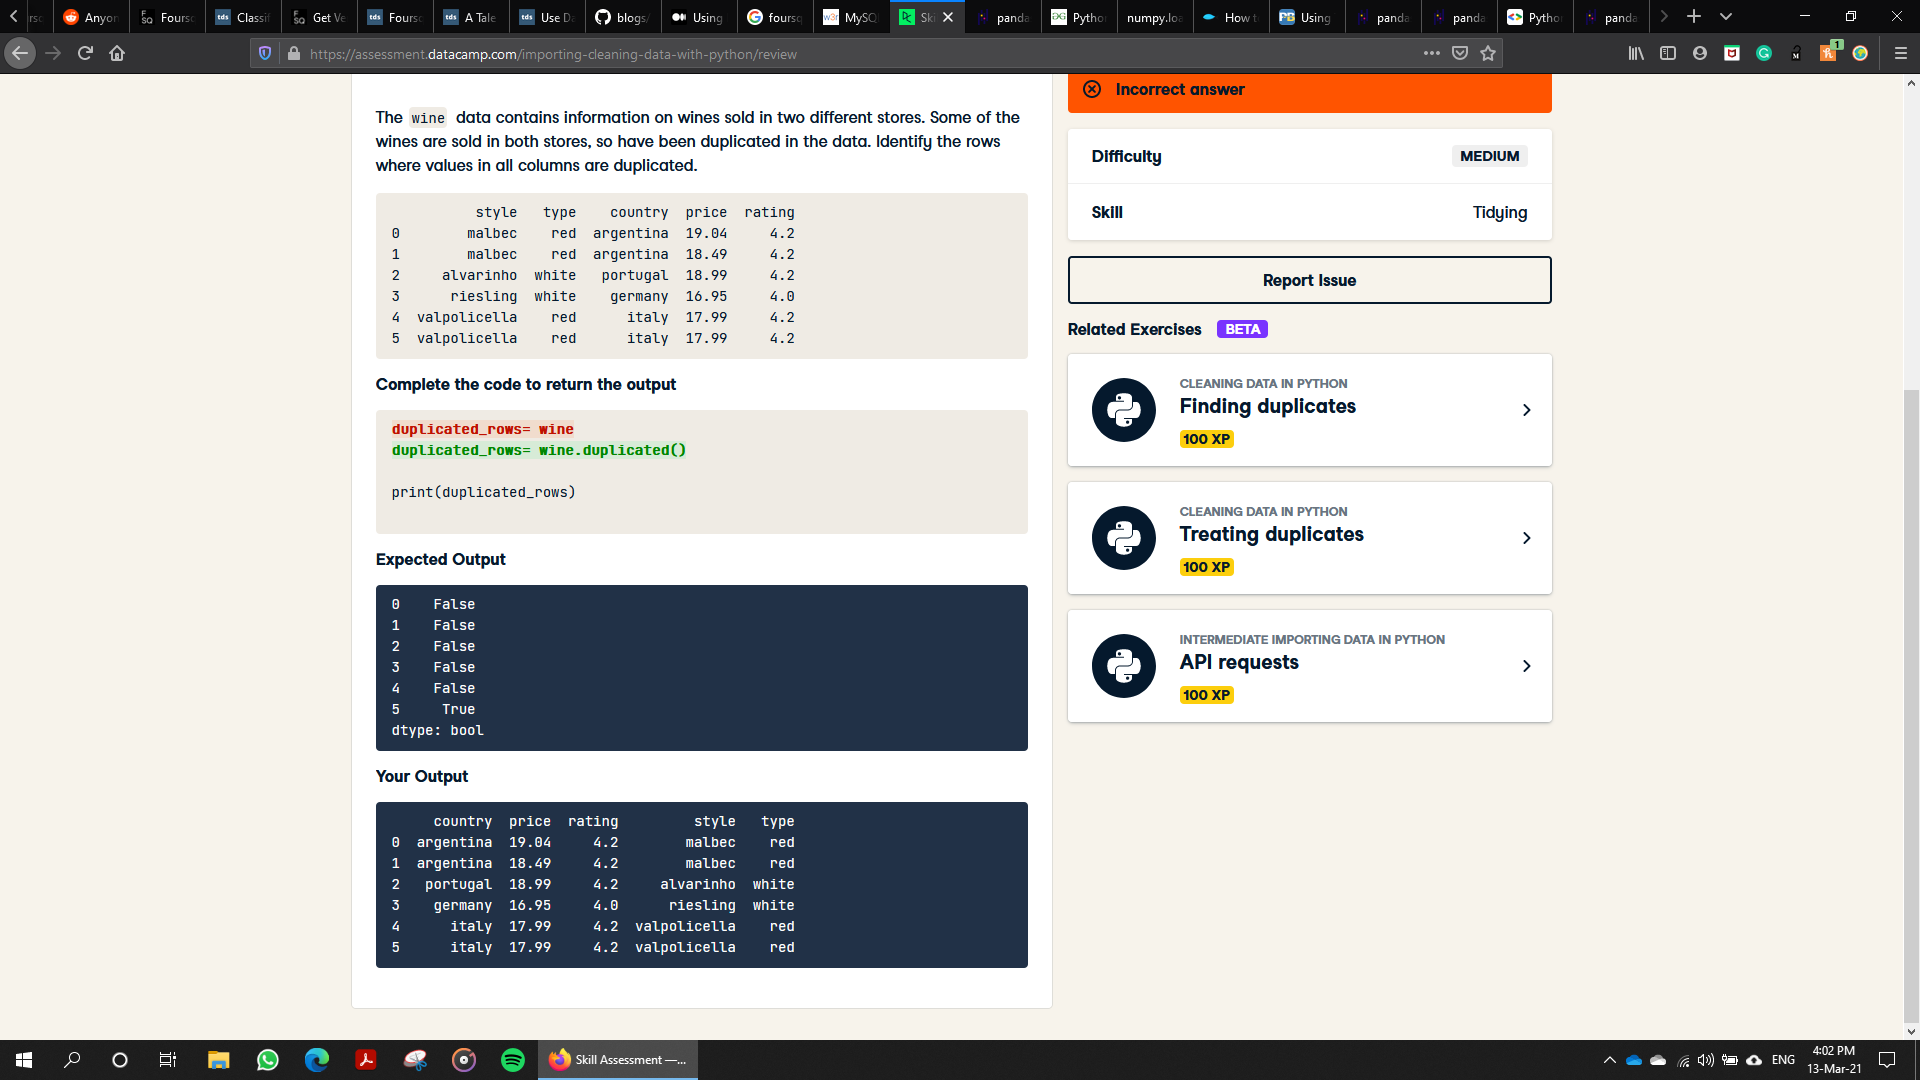 Anyon
Fours
Classif
Get Ve
Fours
A Tale
Use Da
blogs/
Using
foursq
MySQ
Ski
panda
Pytho
numpy.loa
How t
Using
panda
panda
Pytho
panda
https://assessment.datacamp.com/importing-cleaning-data-with-python/review
The wine data contains information on wines sold in two different stores. Some of the
wines are sold in both stores, so have been duplicated in the data. Identify the rows
where values in all columns are duplicated.
style type country price rating
0 malbec red argentina 19.04 4.2
1 malbec red argentina 18.49 4.2
2 alvarinho white portugal 18.99 4.2
3 riesling white germany 16.95 4.0
4 valpolicella red italy 17.99 4.2
5 valpolicella red italy 17.99 4.2
Complete the code to return the output
duplicated_rows= wine
duplicated_rows= wine.duplicated()
print(duplicated_rows)
Expected Output
0 False
1 False
2 False
3 False
4 False
5 True
dtype: bool
Your Output
country price rating style type
0 argentina 19.04 4.2 malbec red
1 argentina 18.49 4.2 malbec red
2 portugal 18.99 4.2 alvarinho white
3 germany 16.95 4.0 riesling white
4 italy 17.99 4.2 valpolicella red
5 italy 17.99 4.2 valpolicella red
Incorrect answer
Difficulty MEDIUM
Skill Tidying
Report Issue
Related Exercises BETA
CLEANING DATA IN PYTHON
Finding duplicates
100 XP
CLEANING DATA IN PYTHON
Treating duplicates
100 XP
INTERMEDIATE IMPORTING DATA IN PYTHON
API requests
100 XP
Skill Assessment —...
ENG
4:02 PM
13-Mar-21